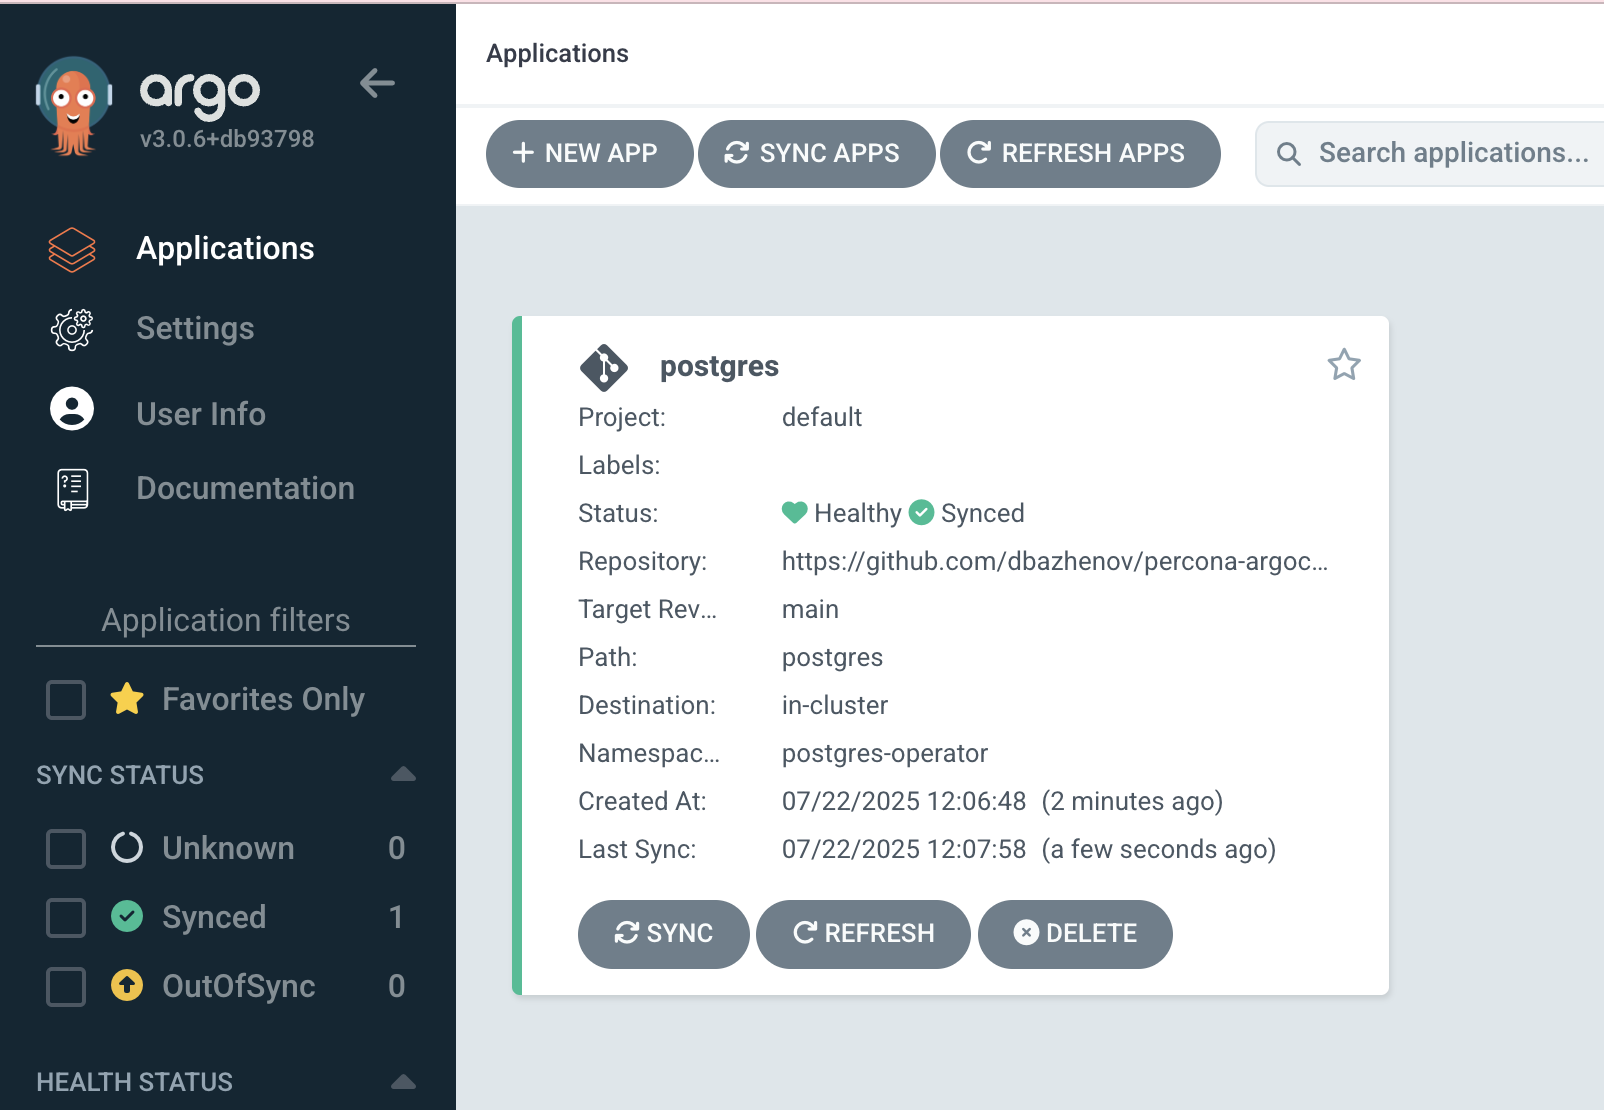 argo
v3.0.6+db93798
Applications
Settings
User Info
Documentation
Application filters
Favorites Only
SYNC STATUS
Unknown 0
Synced 1
OutOfSync 0
HEALTH STATUS
Applications
NEW APP SYNC APPS REFRESH APPS Search applications...
postgres
Project: default
Labels:
Status: Healthy Synced
Repository: https://github.com/dbazhenov/percona-argoc...
Target Rev... main
Path: postgres
Destination: in-cluster
Namespac... postgres-operator
Created At: 07/22/2025 12:06:48 (2 minutes ago)
Last Sync: 07/22/2025 12:07:58 (a few seconds ago)
SYNC REFRESH DELETE